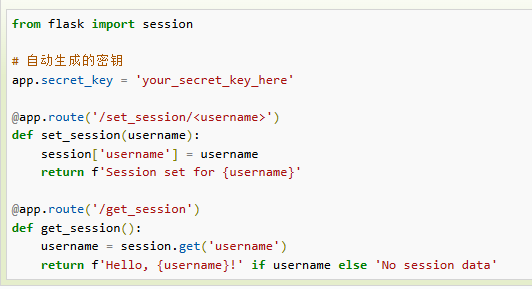 from flask import session
# 自动生成的密钥
app.secret_key = 'your_secret_key_here'
@app.route('/set_session/<username>')
def set_session(username):
    session['username'] = username
    return f'Session set for {username}'
@app.route('/get_session')
def get_session():
    username = session.get('username')
    return f'Hello, {username}!' if username else 'No session data'